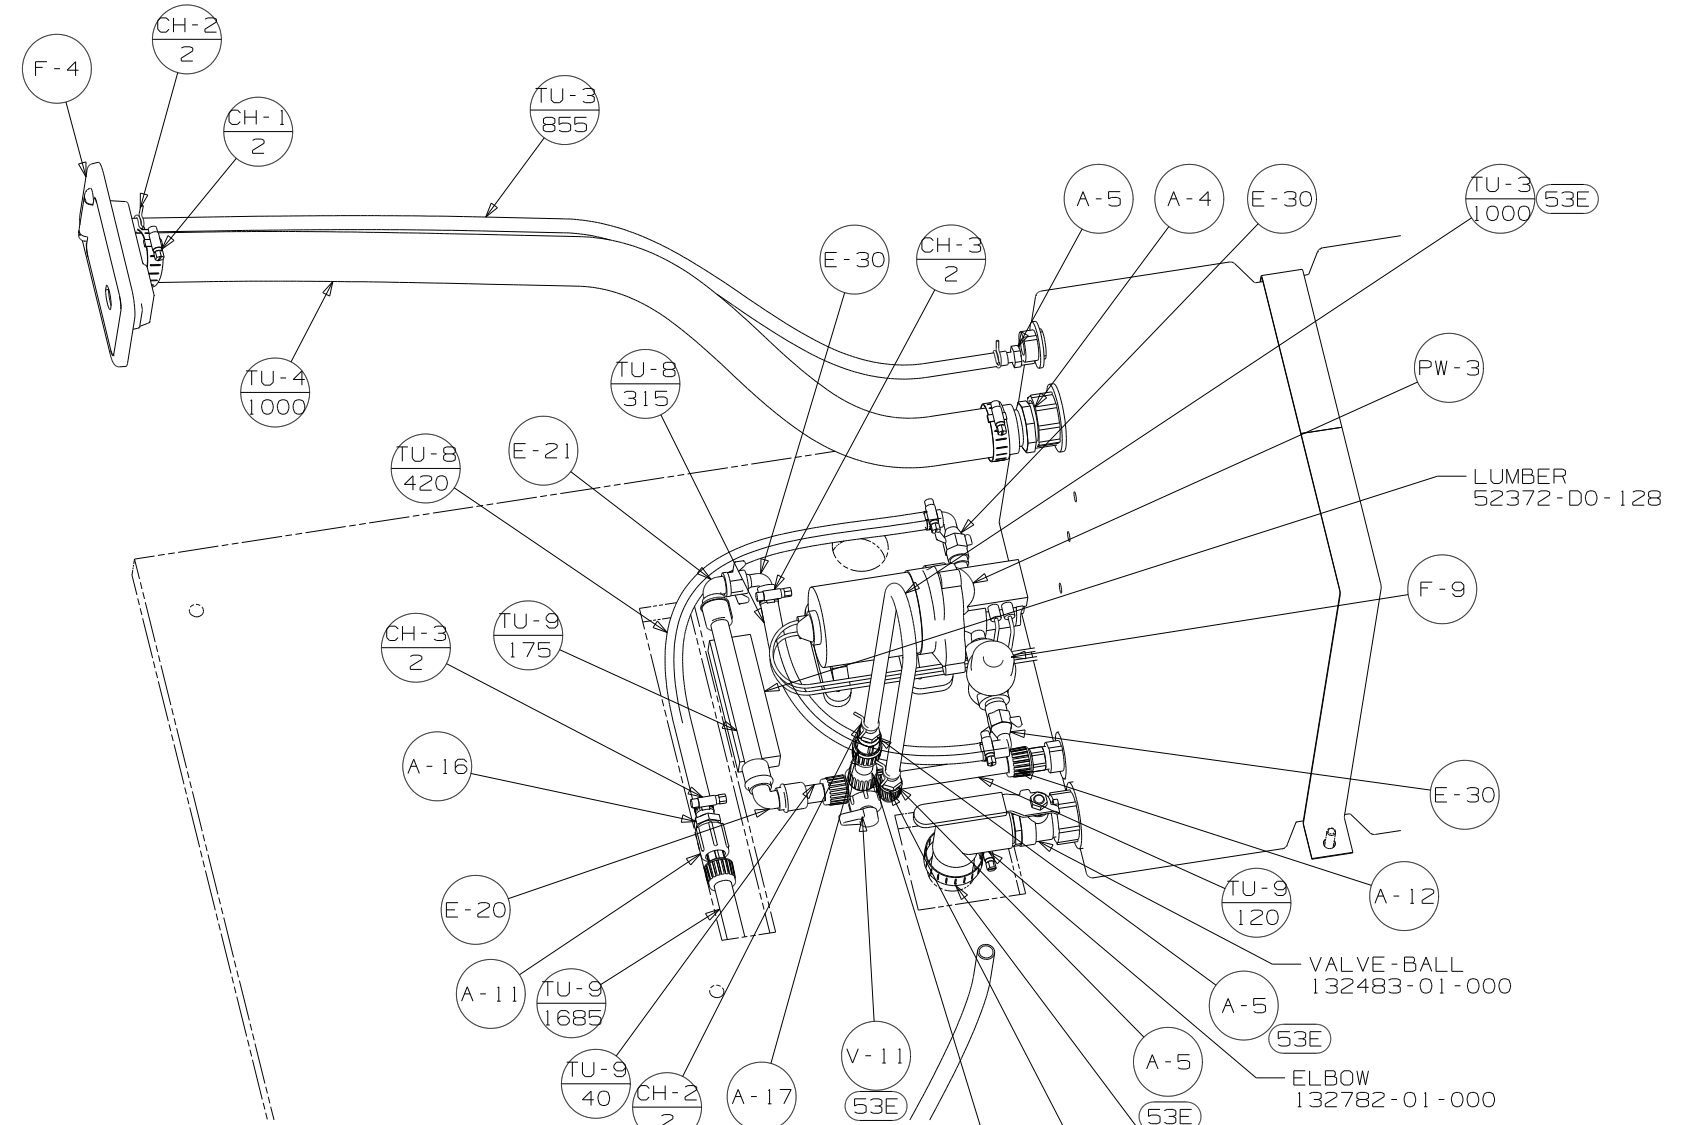 CH-2
2
F-4
CH-1
2
TU-3
855
A-5
A-4
E-30
TU-3
1000
53E
E-30
CH-3
2
TU-4
1000
TU-8
315
PW-3
TU-8
420
E-21
LUMBER
52372-D0-128
F-9
CH-3
2
TU-9
175
A-16
E-30
E-20
TU-9
120
A-12
VALVE-BALL
132483-01-000
A-11
TU-9
1685
A-5
53E
V-11
53E
A-5
53E
ELBOW
132782-01-000
TU-9
40
CH-2
2
A-17